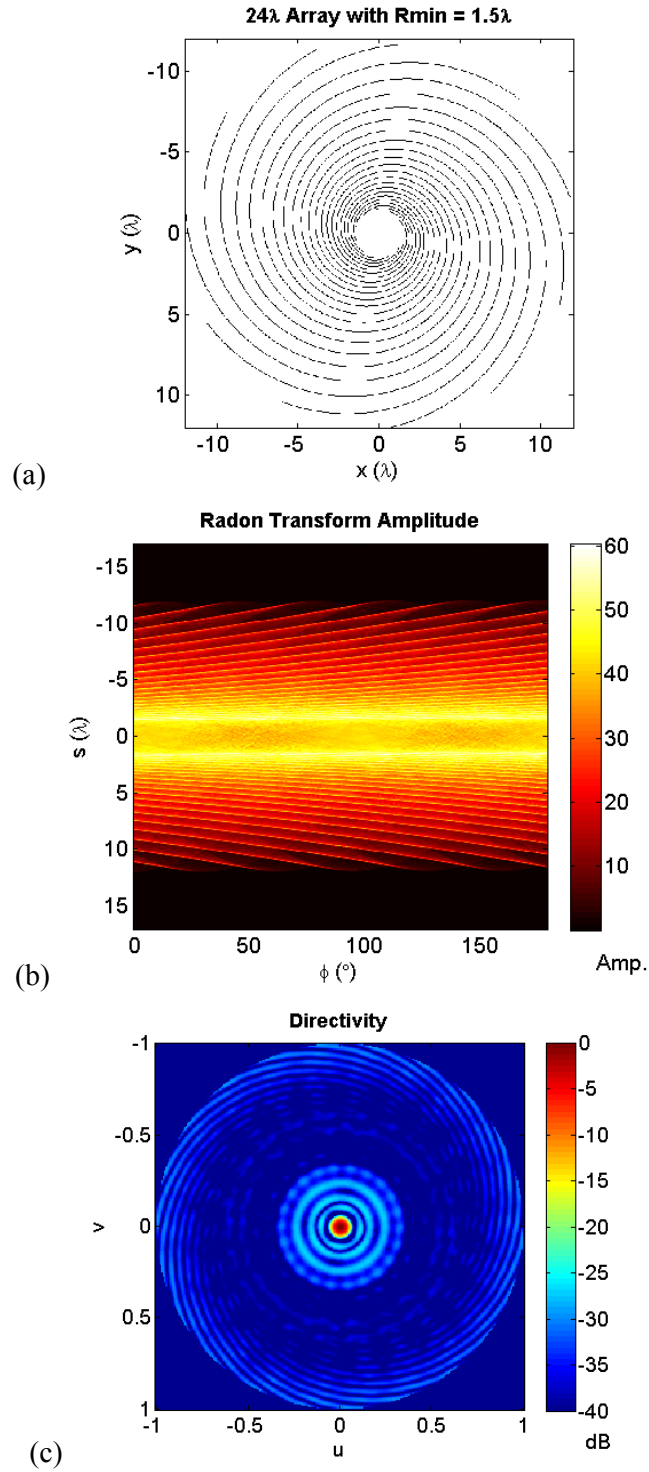 24λ Array with Rmin = 1.5λ
-10
-5
0
5
10
y (λ)
-10 -5 0 5 10
x (λ)
(a)
Radon Transform Amplitude
-15
-10
-5
0
5
10
15
s (λ)
0 50 100 150
ϕ (°)
60
50
40
30
20
10
Amp.
(b)
Directivity
-1
-0.5
0
0.5
1
v
-1 -0.5 0 0.5 1
u
0
-5
-10
-15
-20
-25
-30
-35
-40
dB
(c)